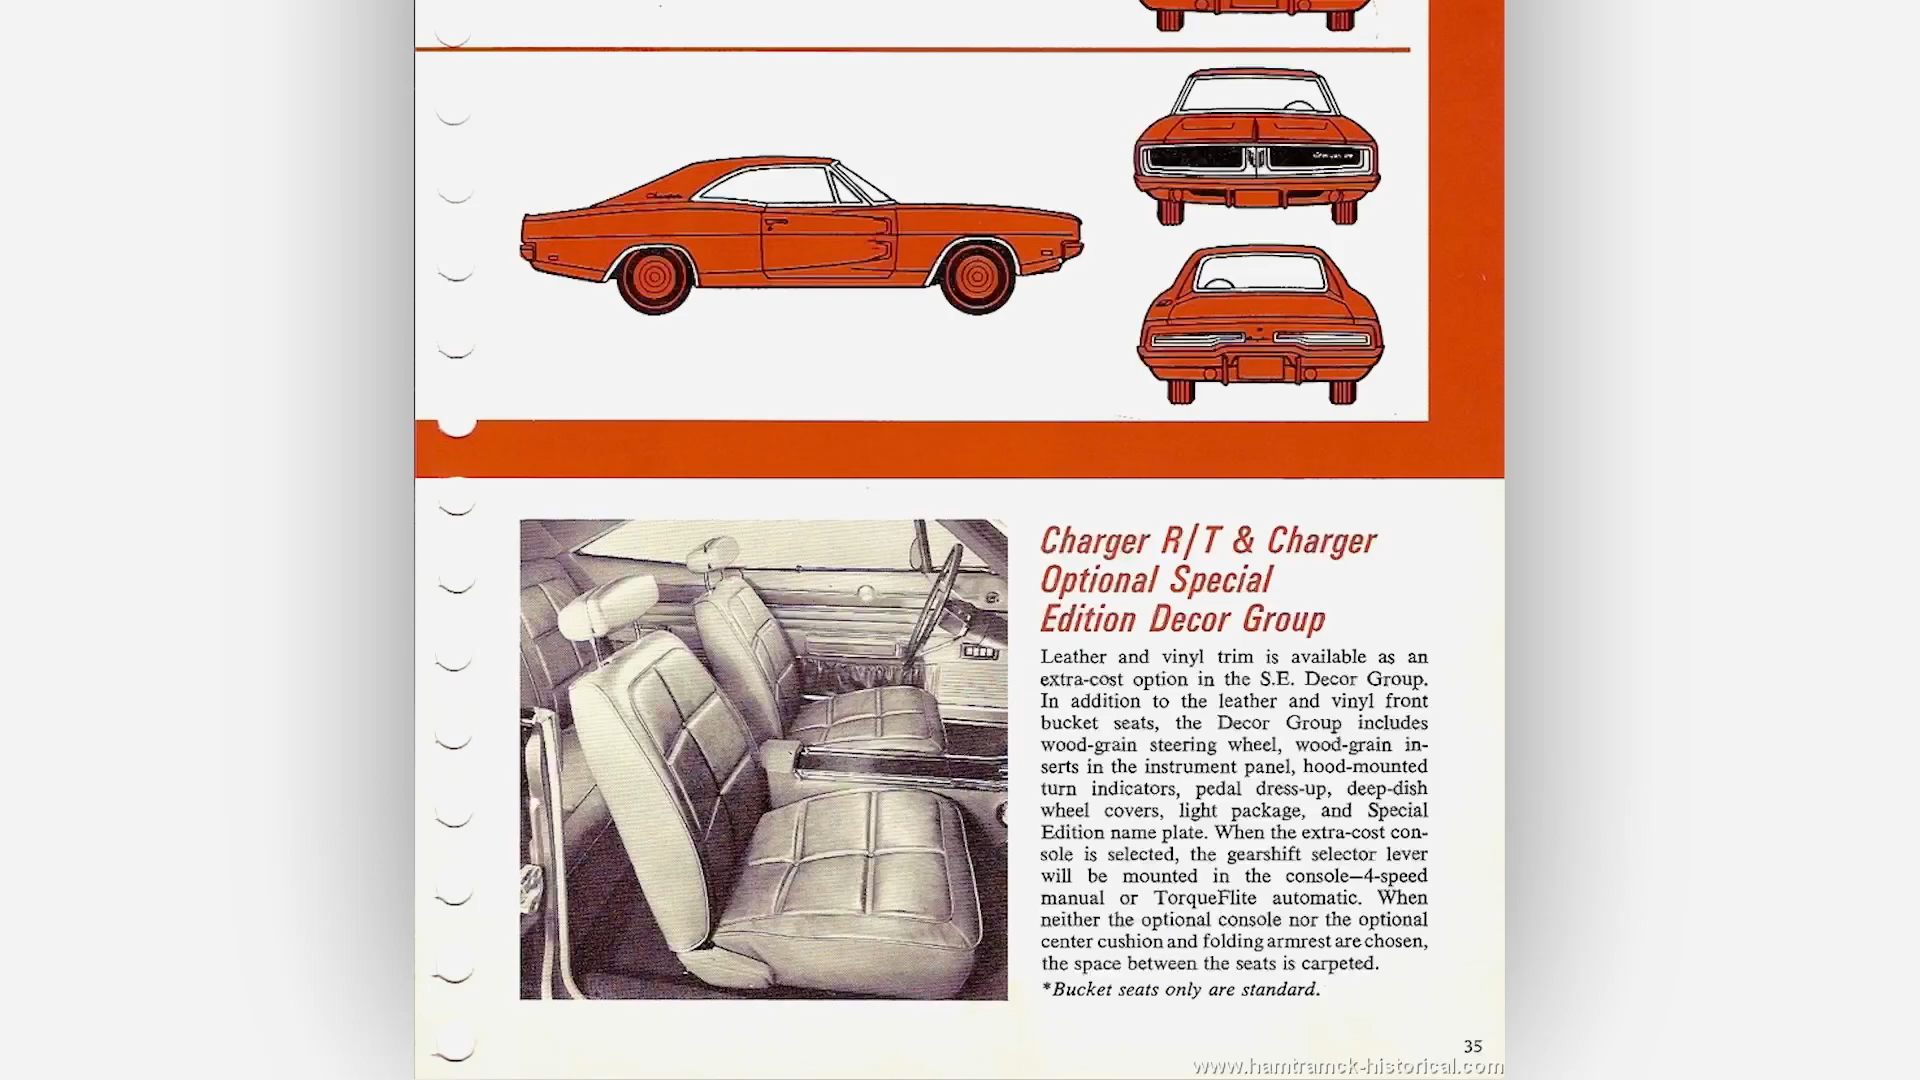 Charger R/T & Charger
Optional Special
Edition Decor Group
Leather and vinyl trim is available as an
extra-cost option in the S.E. Decor Group.
In addition to the leather and vinyl front
bucket seats, the Decor Group includes
wood-grain steering wheel, wood-grain in-
serts in the instrument panel, hood-mounted
turn indicators, pedal dress-up, deep-dish
wheel covers, light package, and Special
Edition name plate. When the extra-cost con-
sole is selected, the gearshift selector lever
will be mounted in the console—4-speed
manual or TorqueFlite automatic. When
neither the optional console nor the optional
center cushion and folding armrest are chosen,
the space between the seats is carpeted.
*Bucket seats only are standard.
35
www.hamtramck-historical.com